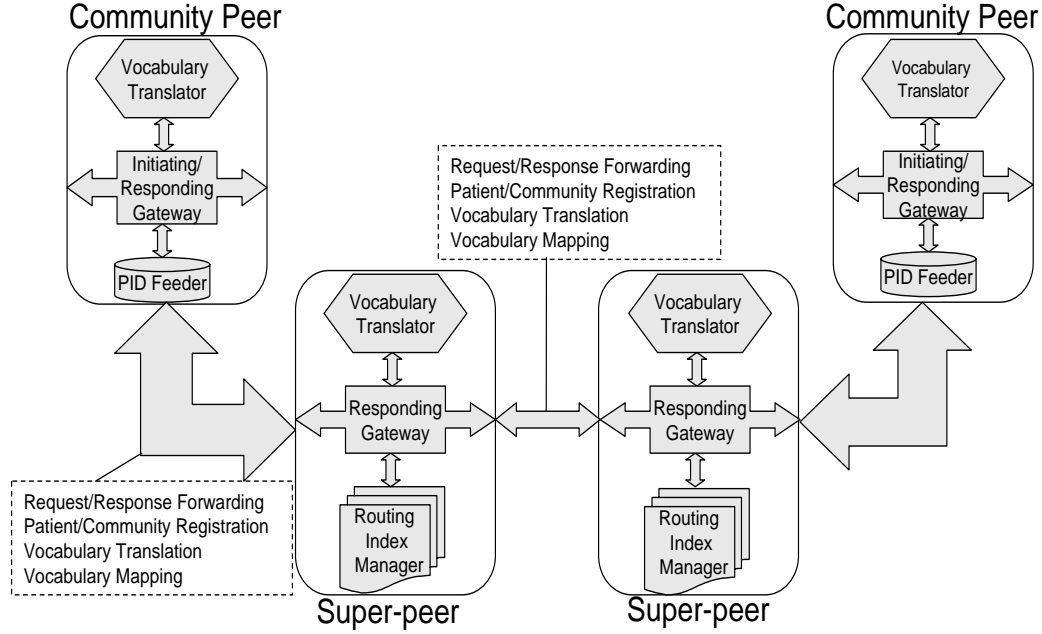 Community Peer
Vocabulary
Translator
Initiating/
Responding
Gateway
PID Feeder
Community Peer
Vocabulary
Translator
Initiating/
Responding
Gateway
PID Feeder
Request/Response Forwarding
Patient/Community Registration
Vocabulary Translation
Vocabulary Mapping
Vocabulary
Translator
Responding
Gateway
Routing
Index
Manager
Super-peer
Vocabulary
Translator
Responding
Gateway
Routing
Index
Manager
Super-peer
Request/Response Forwarding
Patient/Community Registration
Vocabulary Translation
Vocabulary Mapping